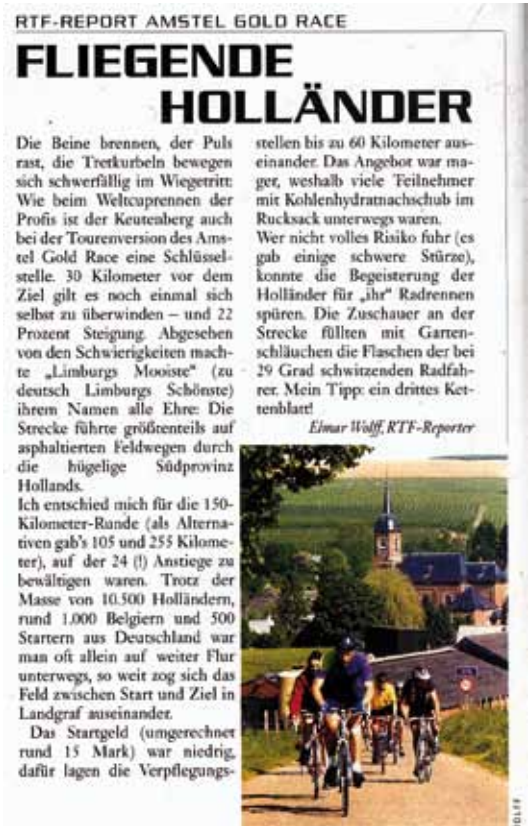 RTF-REPORT AMSTEL GOLD RACE
FLIEGENDE
HOLLÄNDER
Die Beine brennen, der Puls
rast, die Tretkurbeln bewegen
sich schwerfällig im Wiegetritt:
Wie beim Weltcuprennen der
Profis ist der Keutenberg auch
bei der Tourenversion des Ams-
tel Gold Race eine Schlüssel-
stelle. 30 Kilometer vor dem
Ziel gilt es noch einmal sich
selbst zu überwinden – und 22
Prozent Steigung. Abgesehen
von den Schwierigkeiten mach-
te „Limburgs Mooiste“ (zu
deutsch Limburgs Schönste)
ihrem Namen alle Ehre: Die
Strecke führte größtenteils auf
asphaltierten Feldwegen durch
die hügelige Südprovinz
Hollands.
Ich entschied mich für die 150-
Kilometer-Runde (als Alterna-
tiven gab's 105 und 255 Kilome-
ter), auf der 24 (!) Anstiege zu
bewältigen waren. Trotz der
Masse von 10.500 Holländern,
rund 1.000 Belgiern und 500
Startern aus Deutschland war
man oft allein auf weiter Flur
unterwegs, so weit zog sich das
Feld zwischen Start und Ziel in
Landgraf auseinander.
Das Startgeld (umgerechnet
rund 15 Mark) war niedrig,
dafür lagen die Verpflegungs-
stellen bis zu 60 Kilometer aus-
einander. Das Angebot war ma-
ger, weshalb viele Teilnehmer
mit Kohlenhydratnachschub im
Rucksack unterwegs waren.
Wer nicht volles Risiko fuhr (es
gab einige schwere Stürze),
konnte die Begeisterung der
Holländer für „ihr“ Radrennen
spüren. Die Zuschauer an der
Strecke füllten mit Garten-
schläuchen die Flaschen der bei
29 Grad schwitzenden Radfah-
rer. Mein Tipp: ein drittes Ket-
tenblatt!
Elmar Wolff, RTF-Reporter